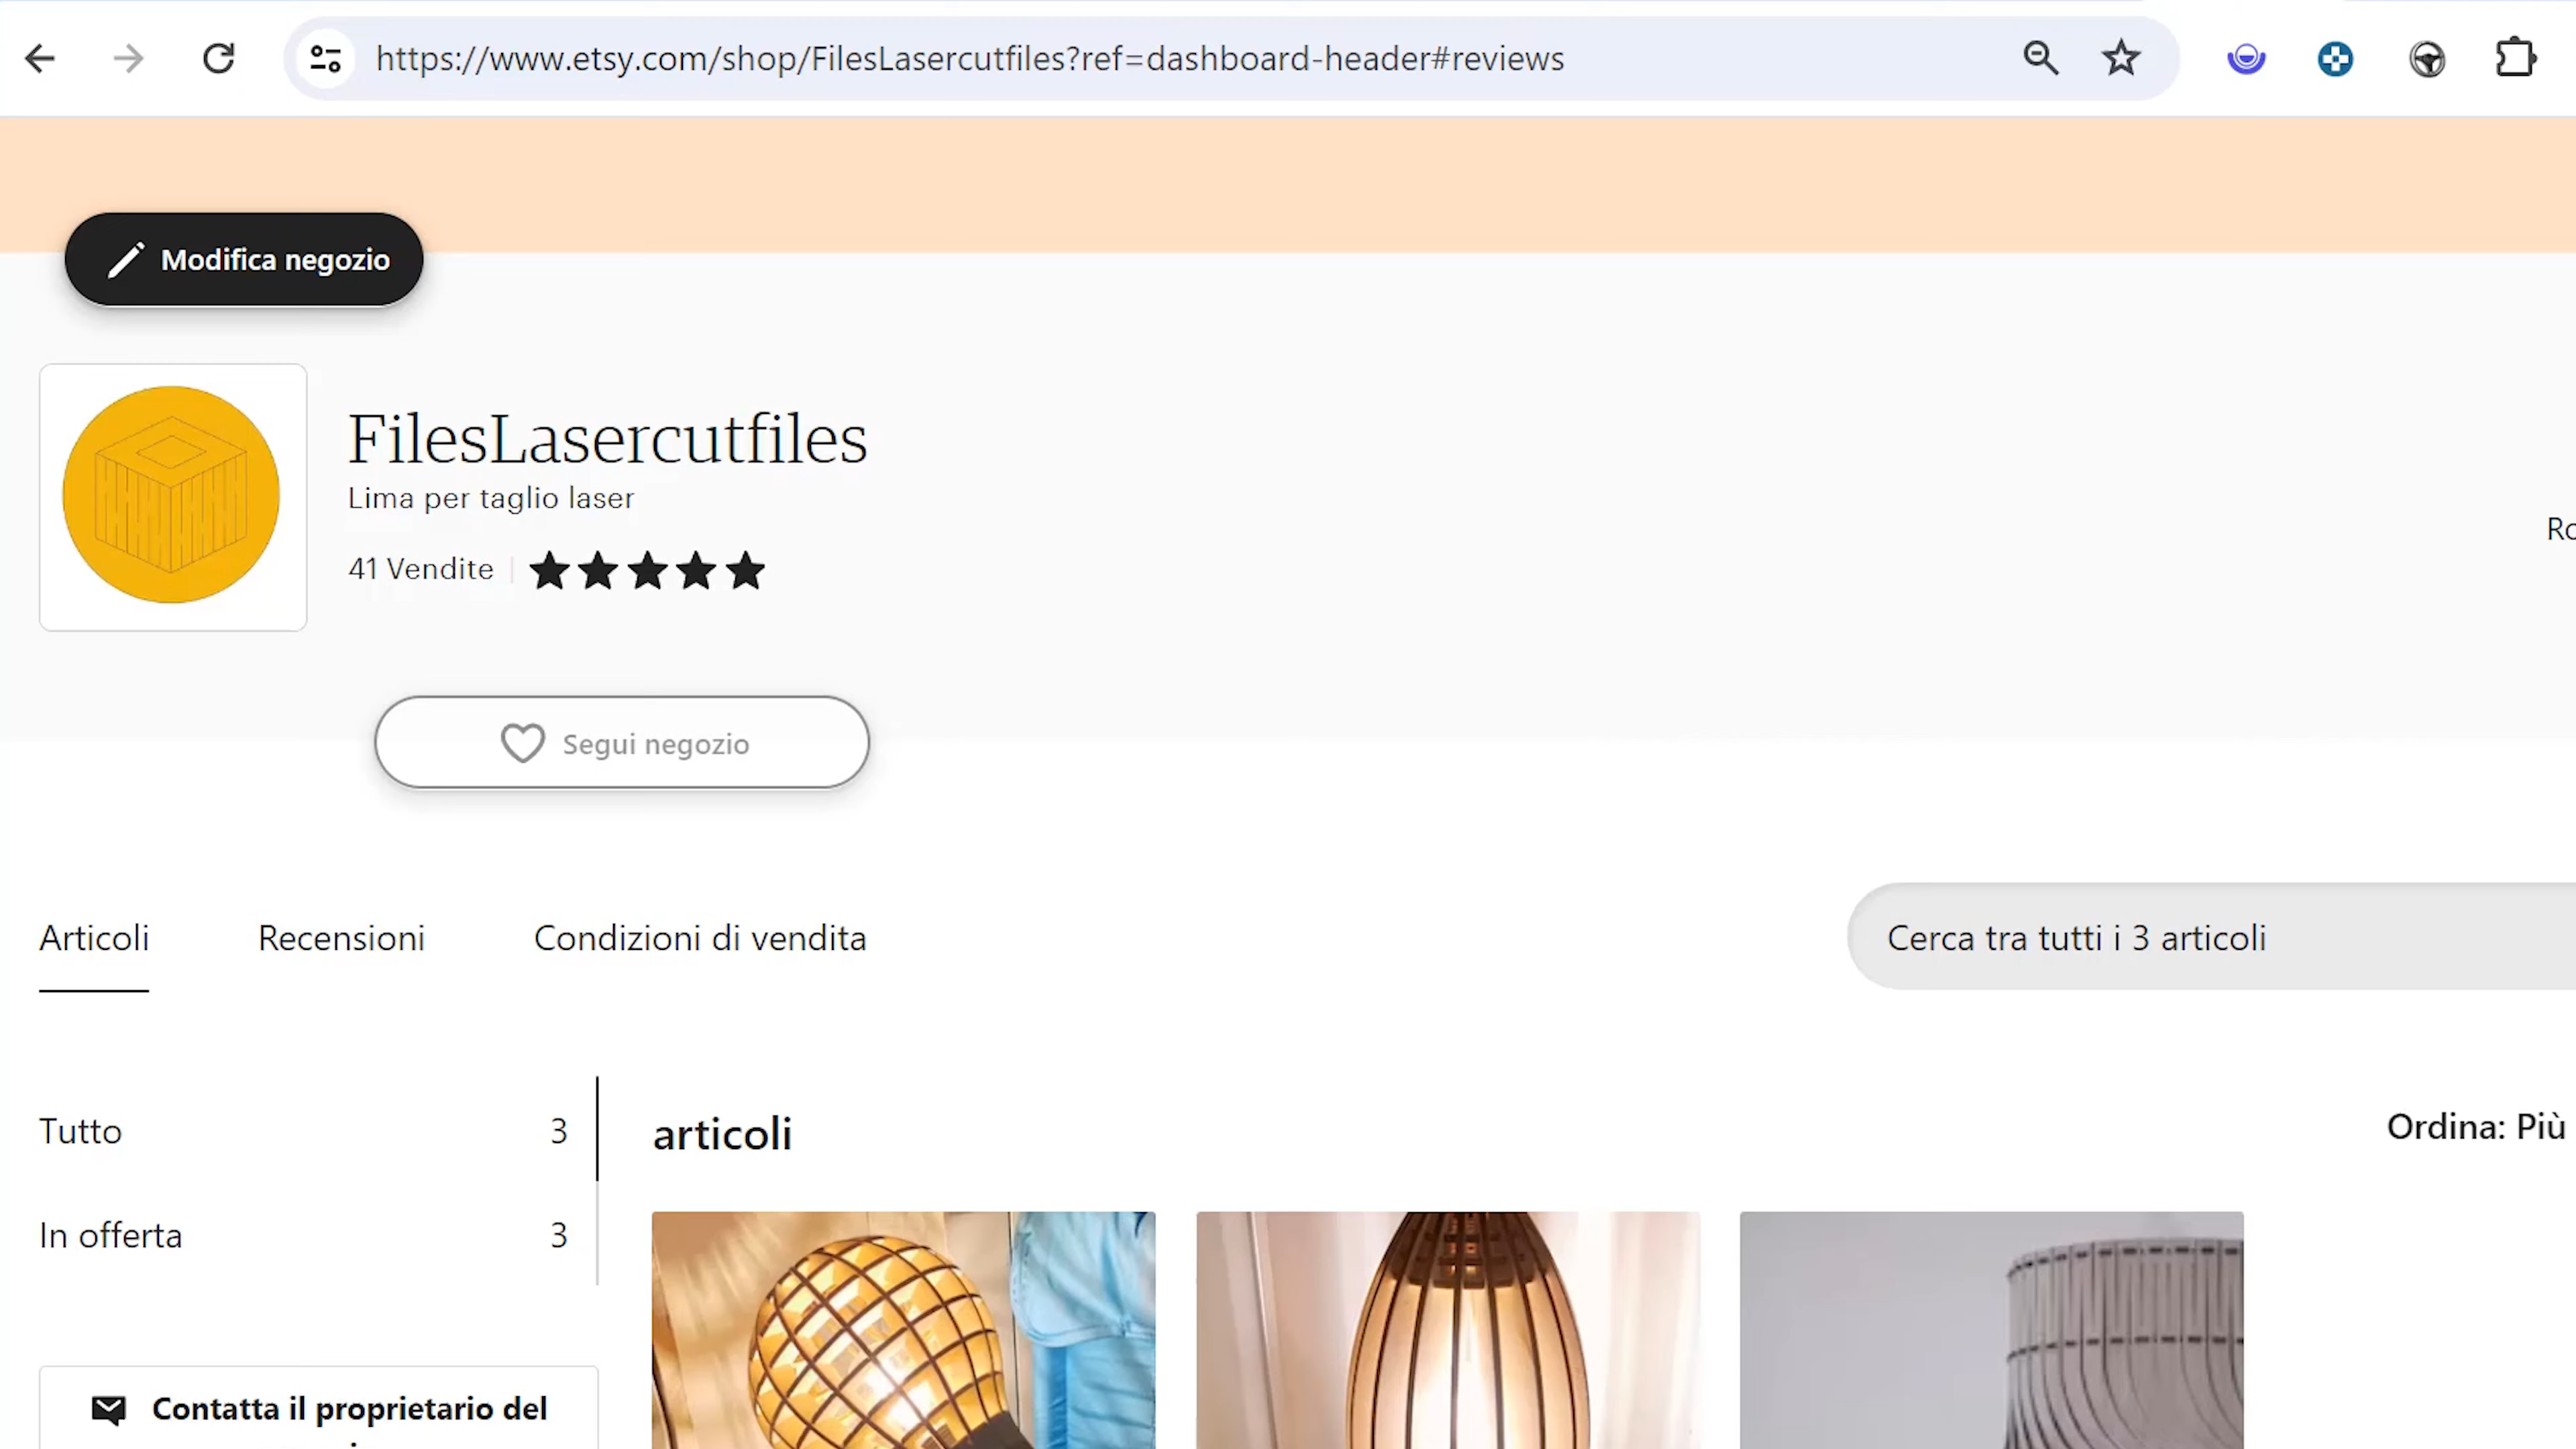 https://www.etsy.com/shop/FilesLasercutfiles?ref=dashboard-header#reviews
Modifica negozio
FilesLasercutfiles
Lima per taglio laser
41 Vendite
Segui negozio
Articoli Recensioni Condizioni di vendita Cerca tra tutti i 3 articoli
Tutto 3
In offerta 3
articoli
Ordina: Più
Contatta il proprietario del